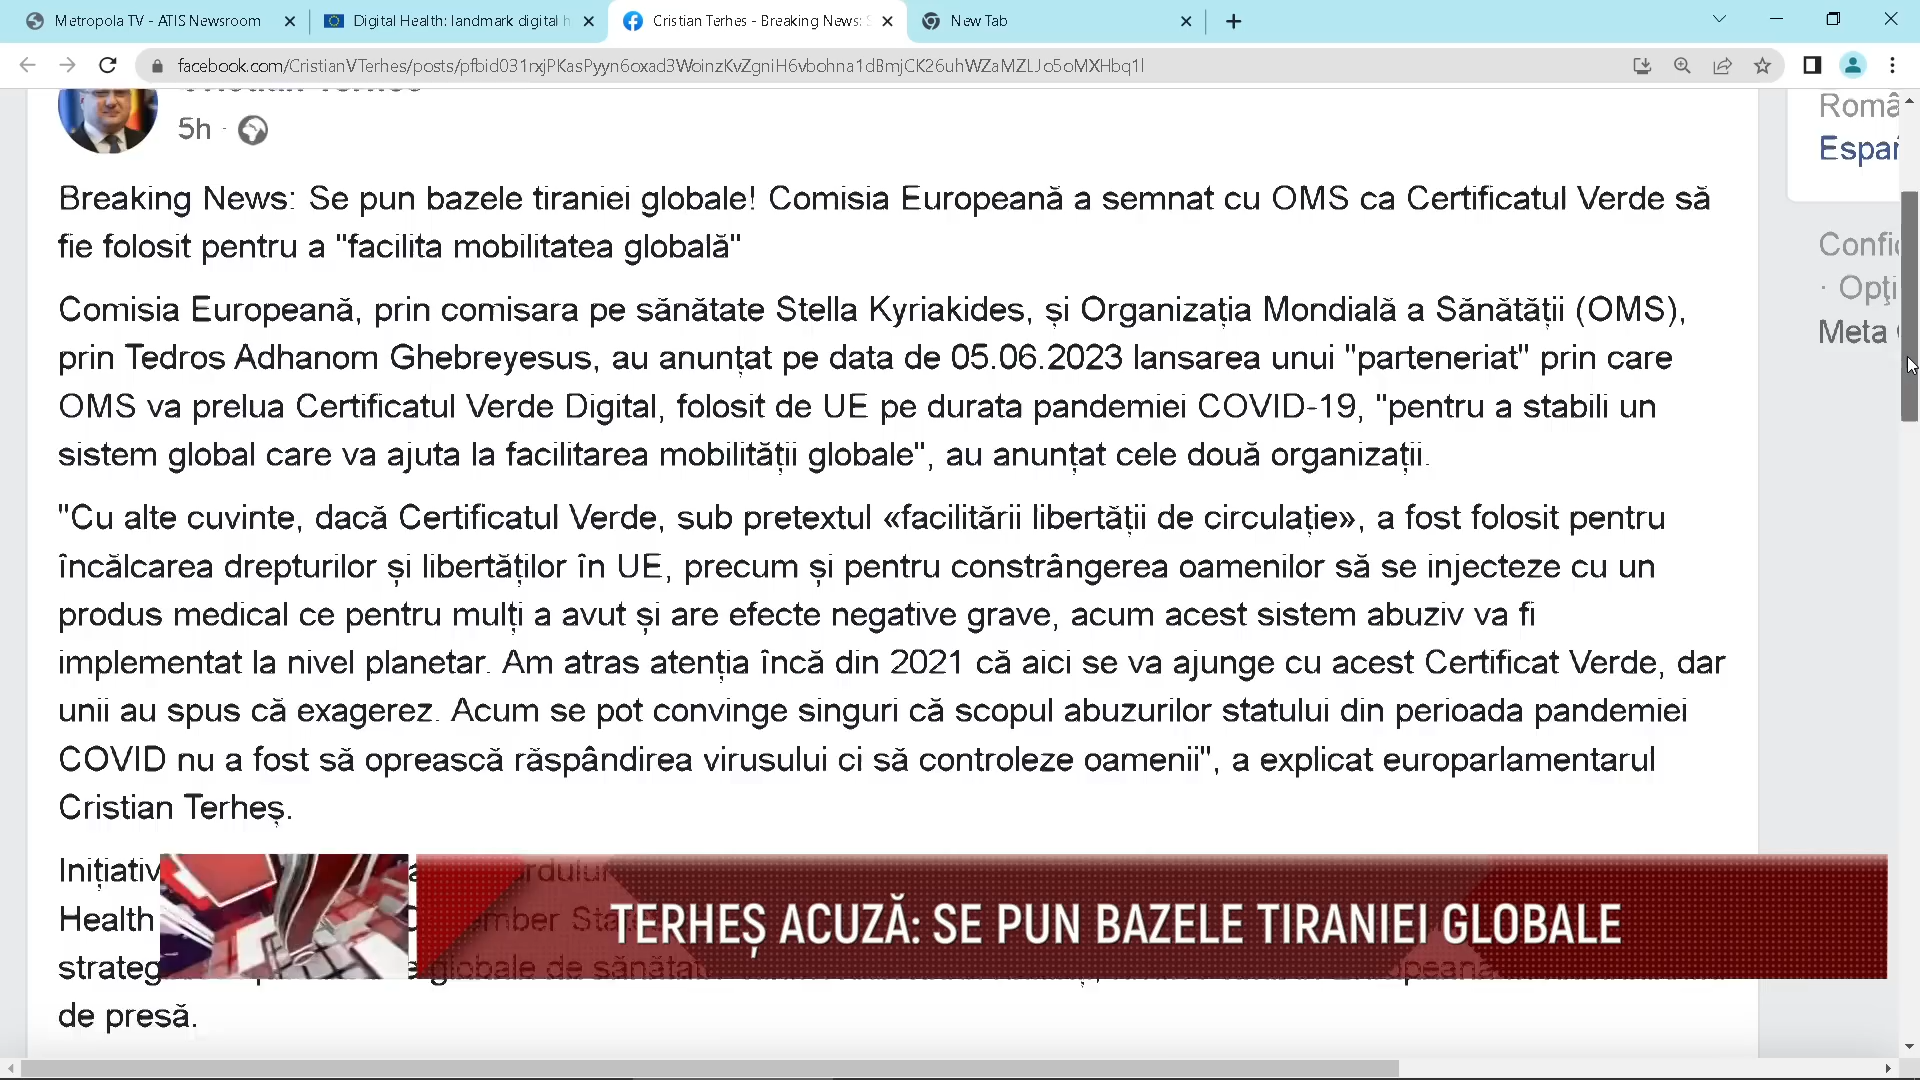 Metropola TV - ATIS Newsroom
Digital Health: landmark digital h
Cristian Terhes - Breaking News: S
New Tab
facebook.com/CristianVTerhes/posts/pfbid031rxjPKasPyyn6oxad3WoinzKvZgniH6vbohna1dBmjCK26uhWZaMZLJo5oMXHbq1l
5h ·
Breaking News: Se pun bazele tiraniei globale! Comisia Europeană a semnat cu OMS ca Certificatul Verde să
fie folosit pentru a "facilita mobilitatea globală"
Comisia Europeană, prin comisara pe sănătate Stella Kyriakides, și Organizația Mondială a Sănătății (OMS),
prin Tedros Adhanom Ghebreyesus, au anunțat pe data de 05.06.2023 lansarea unui "parteneriat" prin care
OMS va prelua Certificatul Verde Digital, folosit de UE pe durata pandemiei COVID-19, "pentru a stabili un
sistem global care va ajuta la facilitarea mobilității globale", au anunțat cele două organizații.
"Cu alte cuvinte, dacă Certificatul Verde, sub pretextul «facilitării libertății de circulație», a fost folosit pentru
încălcarea drepturilor și libertăților în UE, precum și pentru constrângerea oamenilor să se injecteze cu un
produs medical ce pentru mulți a avut și are efecte negative grave, acum acest sistem abuziv va fi
implementat la nivel planetar. Am atras atenția încă din 2021 că aici se va ajunge cu acest Certificat Verde, dar
unii au spus că exagerez. Acum se pot convinge singuri că scopul abuzurilor statului din perioada pandemiei
COVID nu a fost să oprească răspândirea virusului ci să controleze oamenii", a explicat europarlamentarul
Cristian Terheș.
Inițiativ
Health
strateg globale de sănătat
de presă.
TERHEȘ ACUZĂ: SE PUN BAZELE TIRANIEI GLOBALE
Româ
Españ
Confid
· Opți
Meta